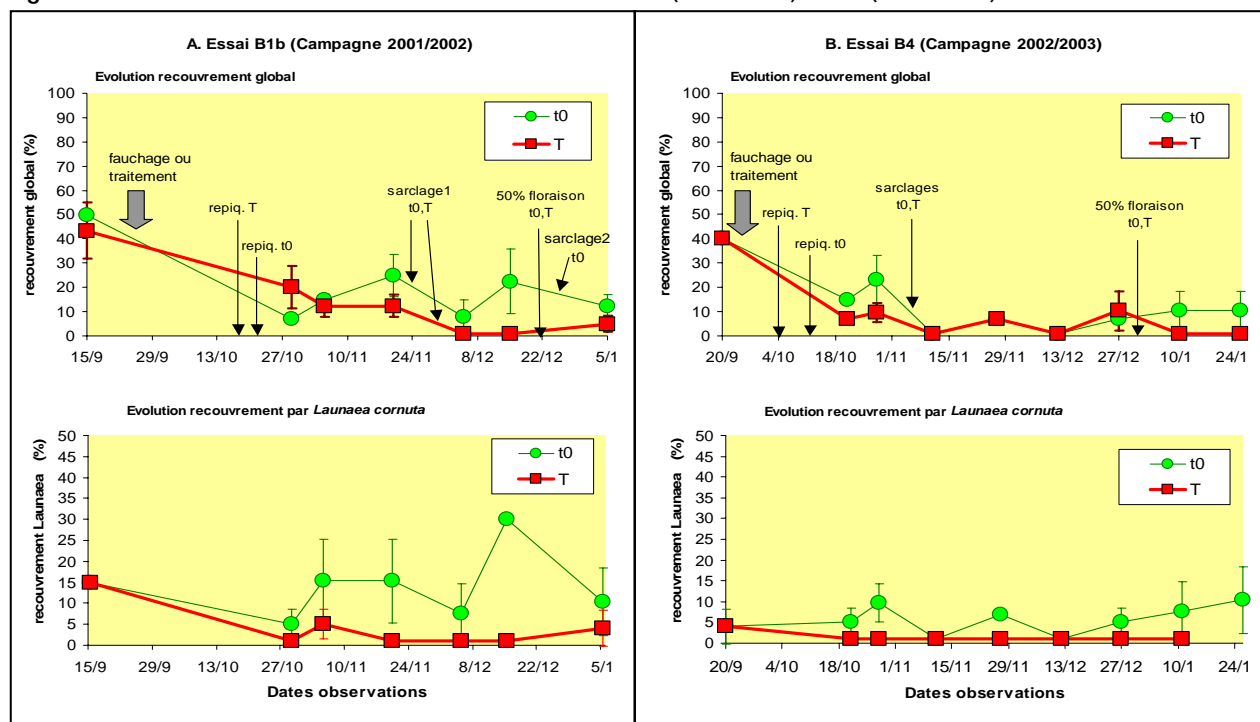 A. Essai B1b (Campagne 2001/2002)
Evolution recouvrement global
recouvrement global (%)
100
90
80
70
60
50
40
30
20
10
0
t0
T
fauchage ou
traitement
repiq. T
repiq. t0
sarclage1
t0,T
50% floraison
t0,T
sarclage2
t0
15/9 29/9 13/10 27/10 10/11 24/11 8/12 22/12 5/1
Evolution recouvrement par Launaea cornuta
recouvrement Launaea (%)
50
45
40
35
30
25
20
15
10
5
0
t0
T
15/9 29/9 13/10 27/10 10/11 24/11 8/12 22/12 5/1
Dates observations
B. Essai B4 (Campagne 2002/2003)
Evolution recouvrement global
recouvrement global (%)
100
90
80
70
60
50
40
30
20
10
0
t0
T
fauchage ou
traitement
repiq. T
repiq. t0
sarclages
t0,T
50% floraison
t0,T
20/9 4/10 18/10 1/11 15/11 29/11 13/12 27/12 10/1 24/1
Evolution recouvrement par Launaea cornuta
recouvrement Launaea (%)
50
45
40
35
30
25
20
15
10
5
0
t0
T
20/9 4/10 18/10 1/11 15/11 29/11 13/12 27/12 10/1 24/1
Dates observations